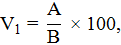 V₁ = A/B × 100,